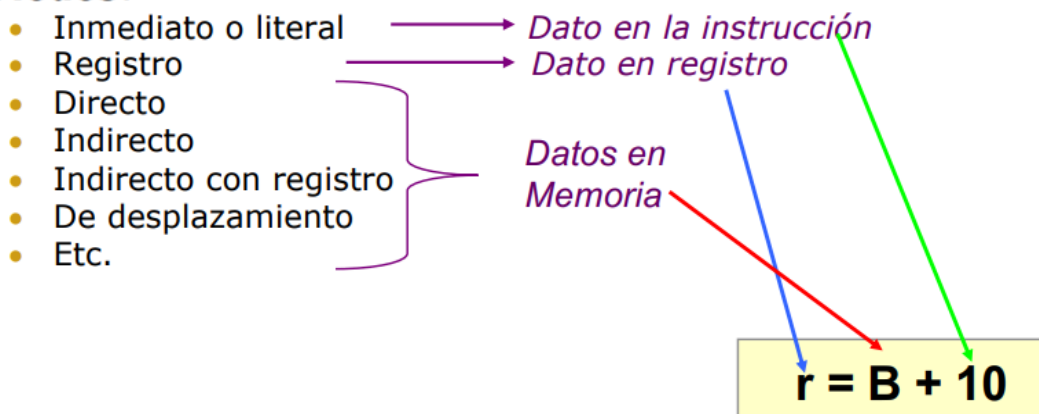 Inmediato o literal
Dato en la instrucción
Registro
Dato en registro
Directo
Indirecto
Indirecto con registro
De desplazamiento
Etc.
Datos en
Memoria
r = B + 10